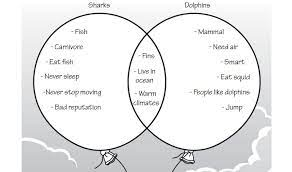 Sharks
- Fish
- Carnivore
- Eat fish
- Never sleep
- Never stop moving
- Bad reputation
- Fins
- Live in
ocean
- Warm
climates
Dolphins
- Mammal
- Need air
- Smart
- Eat squid
- People like dolphins
- Jump